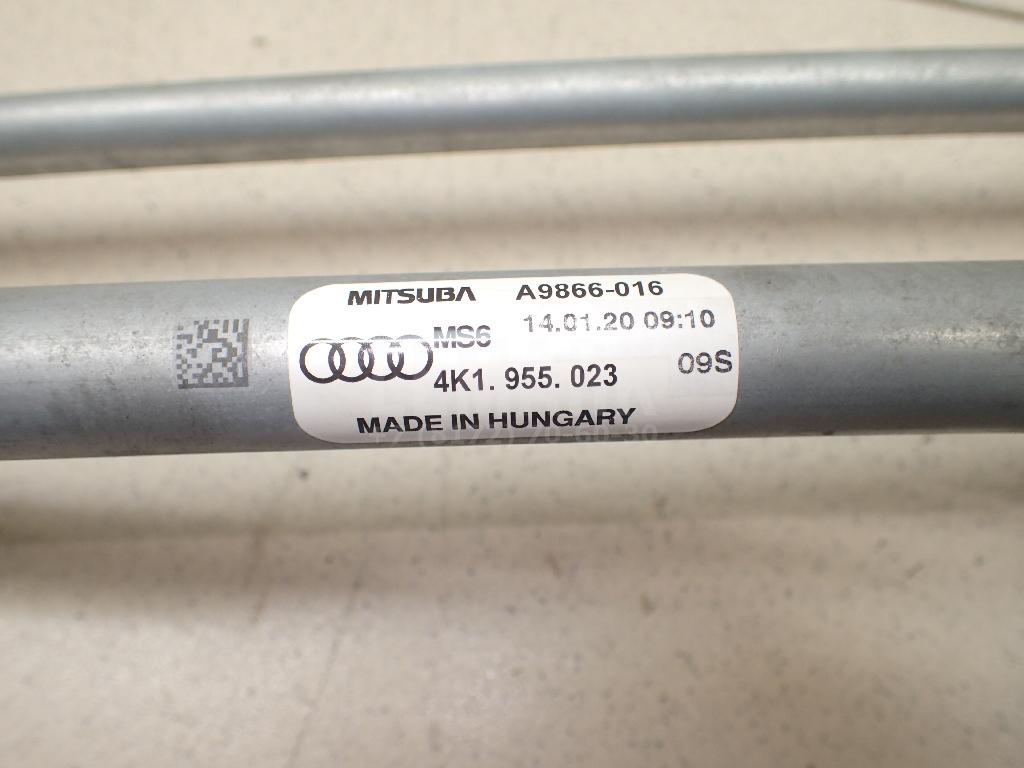 MITSUBA A9866-016
MS6 14.01.20 09:10
4K1. 955. 023 09S
MADE IN HUNGARY